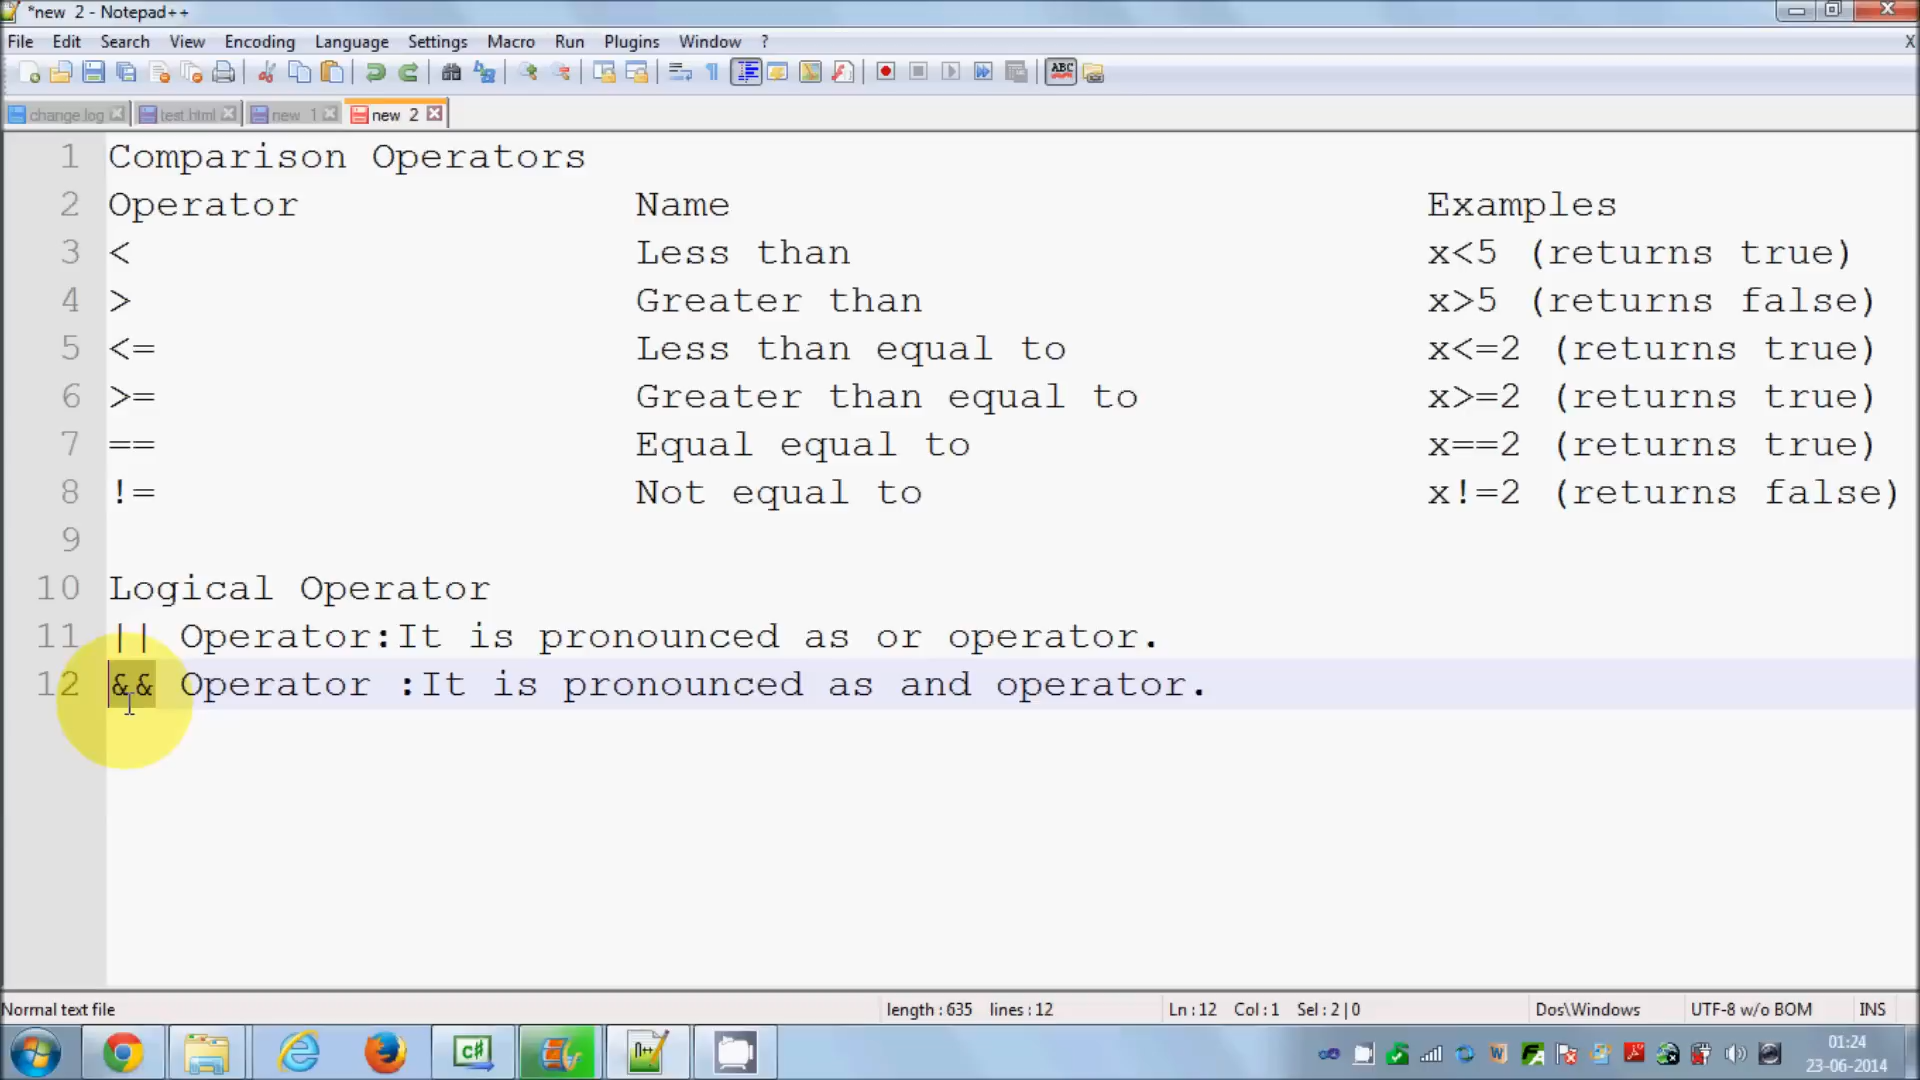 *new 2 - Notepad++
File Edit Search View Encoding Language Settings Macro Run Plugins Window ? X
ABC
change.log test.html new 1 new 2
1 Comparison Operators
2 Operator Name Examples
3 < Less than x<5 (returns true)
4 > Greater than x>5 (returns false)
5 <= Less than equal to x<=2 (returns true)
6 >= Greater than equal to x>=2 (returns true)
7 == Equal equal to x==2 (returns true)
8 != Not equal to x!=2 (returns false)
9
10 Logical Operator
11 || Operator:It is pronounced as or operator.
12 && Operator :It is pronounced as and operator.
Normal text file length : 635 lines : 12 Ln : 12 Col : 1 Sel : 2 | 0 Dos\Windows UTF-8 w/o BOM INS
C# n++ W 01:24
23-06-2014